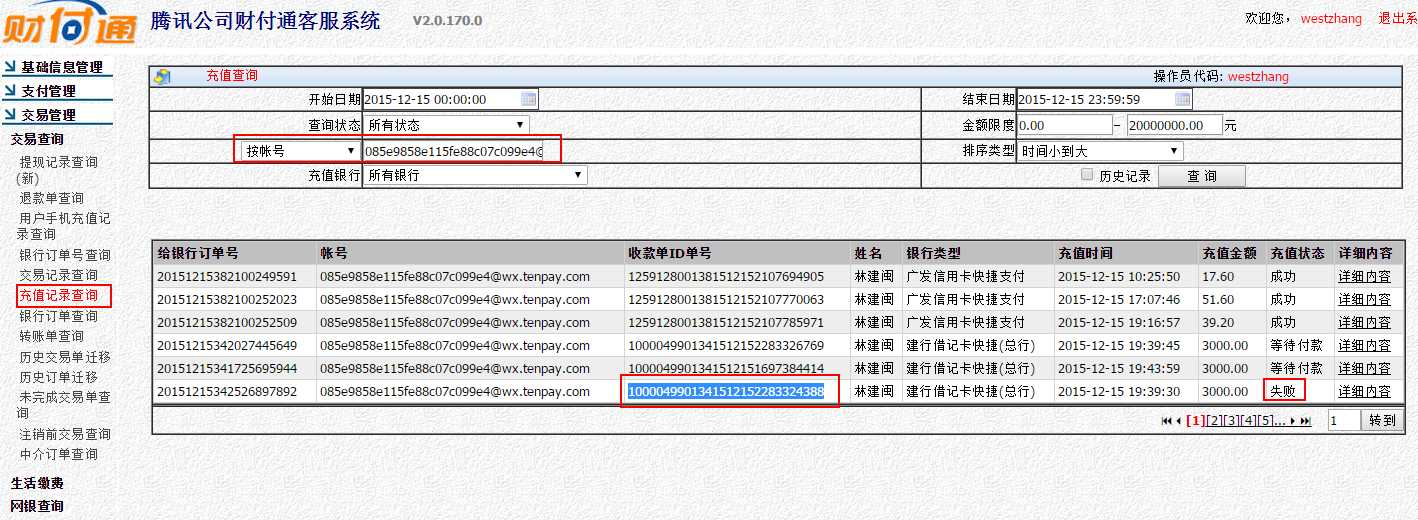 财付通 腾讯公司财付通客服系统 V2.0.170.0 欢迎您， westzhang 退出系
基础信息管理
支付管理
交易管理
交易查询
提现记录查询
(新)
退款单查询
用户手机充值记
录查询
银行订单号查询
交易记录查询
充值记录查询
银行订单查询
转账单查询
历史交易单迁移
历史订单迁移
未完成交易单查
询
注销前交易查询
中介订单查询
生活缴费
网银查询
充值查询 操作员代码: westzhang
开始日期 2015-12-15 00:00:00 结束日期 2015-12-15 23:59:59
查询状态 所有状态 金额限度 0.00 - 20000000.00 元
按帐号 085e9858e115fe88c07c099e4@ 排序类型 时间小到大
充值银行 所有银行 历史记录 查 询
给银行订单号 帐号 收款单ID单号 姓名 银行类型 充值时间 充值金额 充值状态 详细内容
20151215382100249591 085e9858e115fe88c07c099e4@wx.tenpay.com 1259128001381512152107694905 林建闽 广发信用卡快捷支付 2015-12-15 10:25:50 17.60 成功 详细内容
20151215382100252023 085e9858e115fe88c07c099e4@wx.tenpay.com 1259128001381512152107770063 林建闽 广发信用卡快捷支付 2015-12-15 17:07:46 51.60 成功 详细内容
20151215382100252509 085e9858e115fe88c07c099e4@wx.tenpay.com 1259128001381512152107785971 林建闽 广发信用卡快捷支付 2015-12-15 19:16:57 39.20 成功 详细内容
20151215342027445649 085e9858e115fe88c07c099e4@wx.tenpay.com 1000049901341512152283326769 林建闽 建行借记卡快捷(总行) 2015-12-15 19:39:45 3000.00 等待付款 详细内容
20151215341725695944 085e9858e115fe88c07c099e4@wx.tenpay.com 1000049901341512151697384414 林建闽 建行借记卡快捷(总行) 2015-12-15 19:43:59 3000.00 等待付款 详细内容
20151215342526897892 085e9858e115fe88c07c099e4@wx.tenpay.com 1000049901341512152283324388 林建闽 建行借记卡快捷(总行) 2015-12-15 19:39:30 3000.00 失败 详细内容
[1][2][3][4][5]... 1 转到